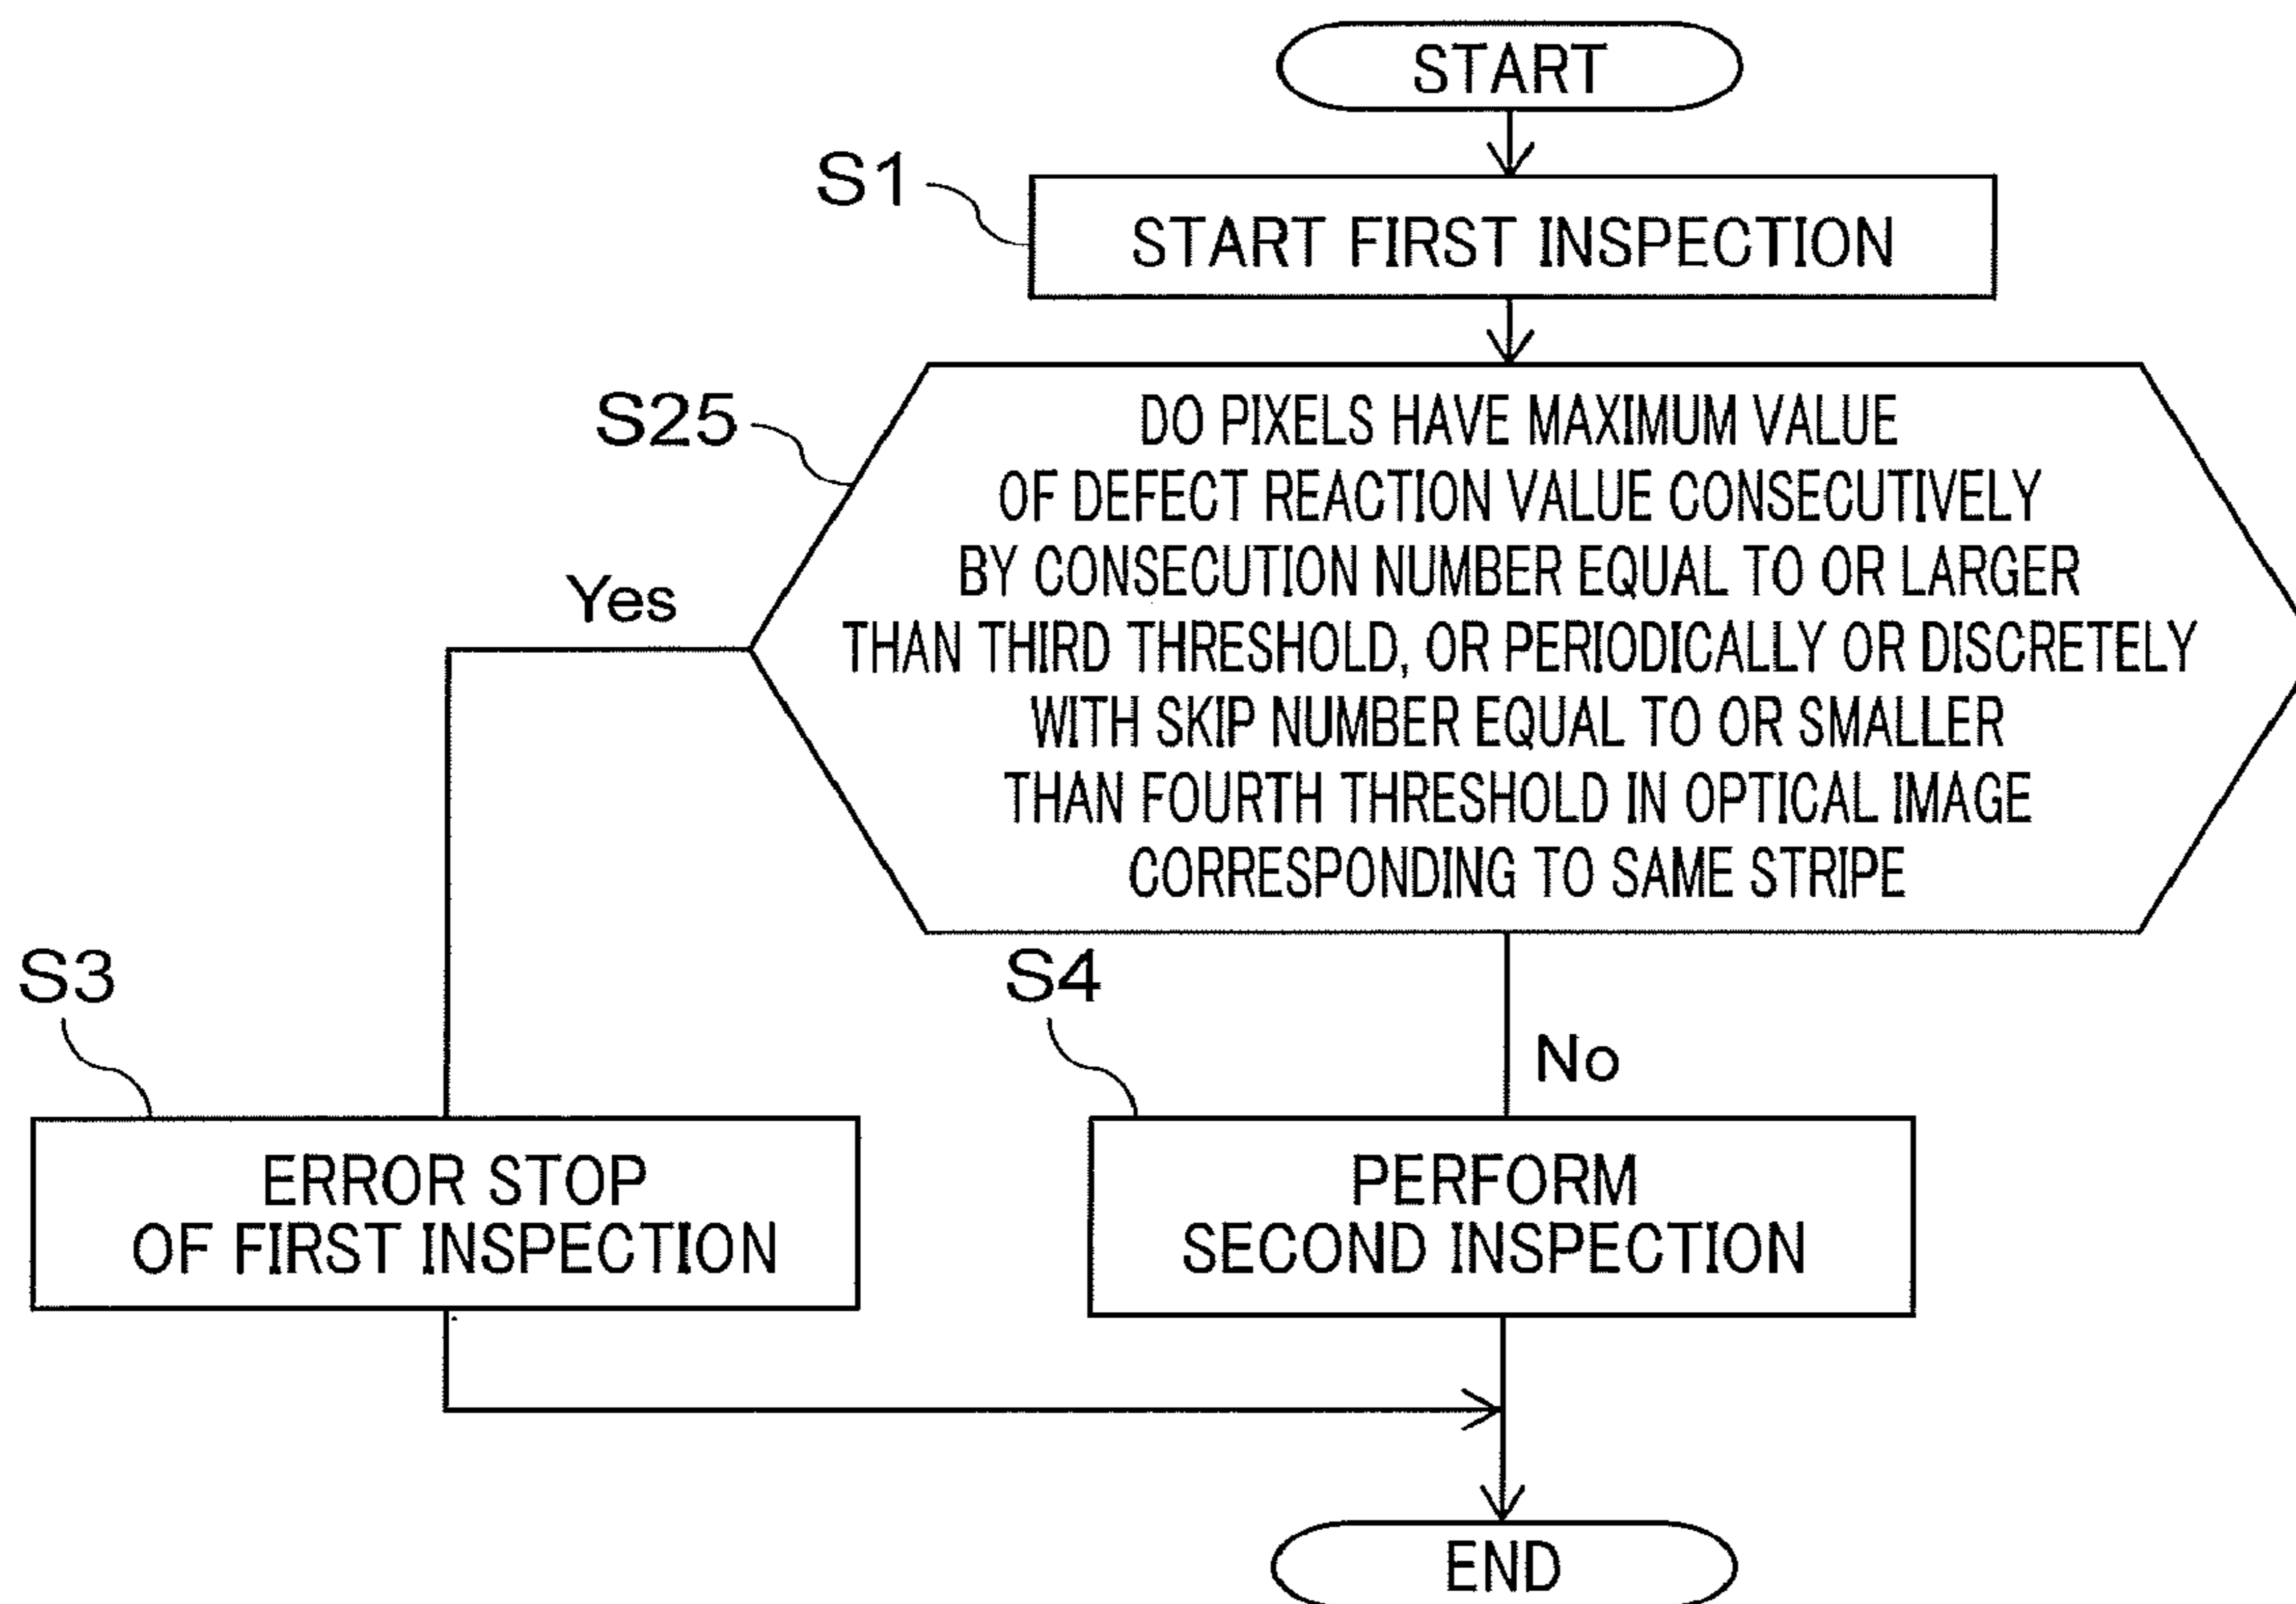 START
S1
START FIRST INSPECTION
S25
DO PIXELS HAVE MAXIMUM VALUE
OF DEFECT REACTION VALUE CONSECUTIVELY
BY CONSECUTION NUMBER EQUAL TO OR LARGER
THAN THIRD THRESHOLD, OR PERIODICALLY OR DISCRETELY
WITH SKIP NUMBER EQUAL TO OR SMALLER
THAN FOURTH THRESHOLD IN OPTICAL IMAGE
CORRESPONDING TO SAME STRIPE
Yes
No
S3
ERROR STOP
OF FIRST INSPECTION
S4
PERFORM
SECOND INSPECTION
END